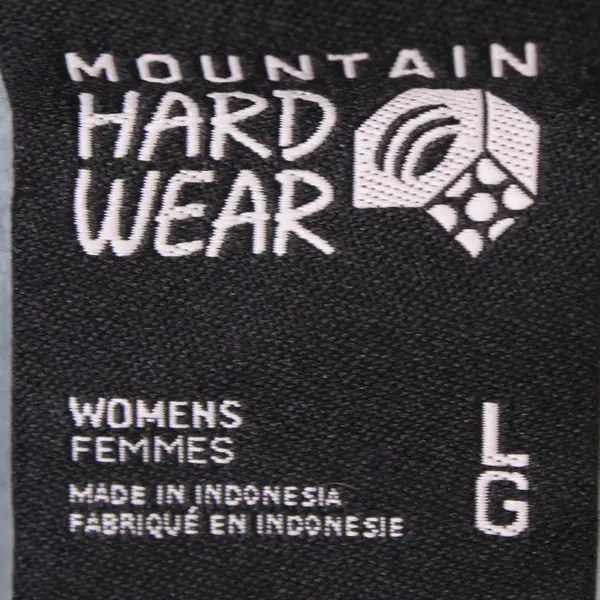 MOUNTAIN
HARD
WEAR
WOMENS
FEMMES
L
G
MADE IN INDONESIA
FABRIQUÉ EN INDONESIE